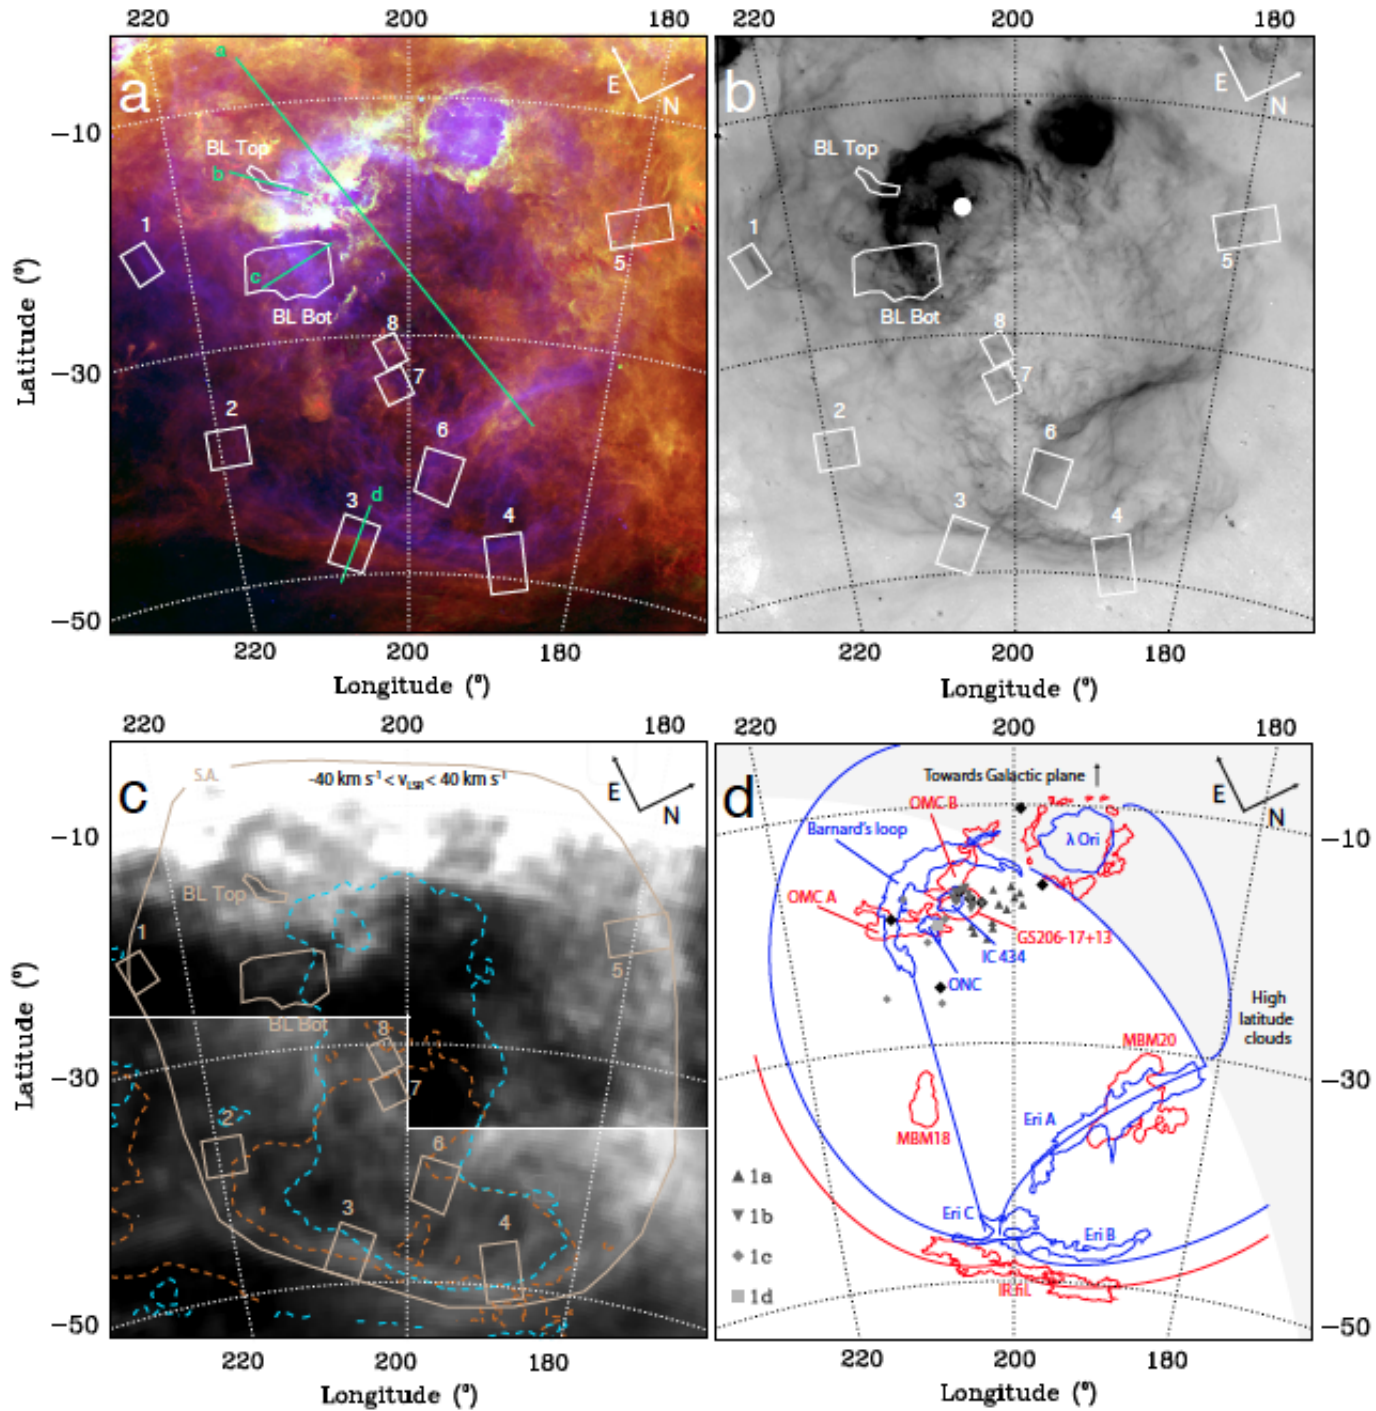 220 200 180
220 200 180
a
a
E
N
-10
BL Top
b
1
5
c
BL Bot
8
7
-30
2
6
3
d
4
-50
220 200 180
Longitude (°)
Latitude (°)
b
E
N
BL Top
1
5
BL Bot
8
7
2
6
3
4
220 200 180
Longitude (°)
220 200 180
220 200 180
c
S.A.
-40 km s⁻¹ < vLSR < 40 km s⁻¹
E
N
-10
BL Top
1
5
BL Bot
8
7
-30
2
6
3
4
-50
220 200 180
Longitude (°)
Latitude (°)
d
Towards Galactic plane
E
N
OMC B
Barnard's loop
λ Ori
-10
OMC A
GS206-17+13
IC 434
ONC
High
latitude
clouds
MBM20
-30
Eri A
MBM18
1a
1b
1c
1d
Eri C
Eri B
IR fil.
-50
220 200 180
Longitude (°)